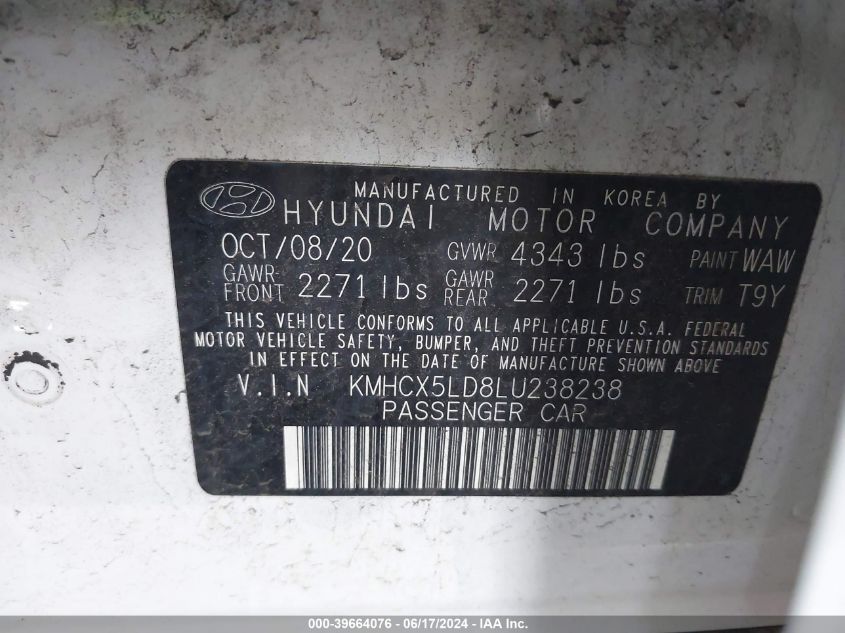 MANUFACTURED IN KOREA BY
HYUNDAI MOTOR COMPANY
OCT/08/20 GVWR 4343 lbs PAINT WAW
GAWR FRONT 2271 lbs GAWR REAR 2271 lbs TRIM T9Y
THIS VEHICLE CONFORMS TO ALL APPLICABLE U.S.A. FEDERAL
MOTOR VEHICLE SAFETY, BUMPER, AND THEFT PREVENTION STANDARDS
IN EFFECT ON THE DATE OF MANUFACTURE SHOWN ABOVE
V.I.N KMHCX5LD8LU238238
PASSENGER CAR
000-39664076 - 06/17/2024 - IAA Inc.